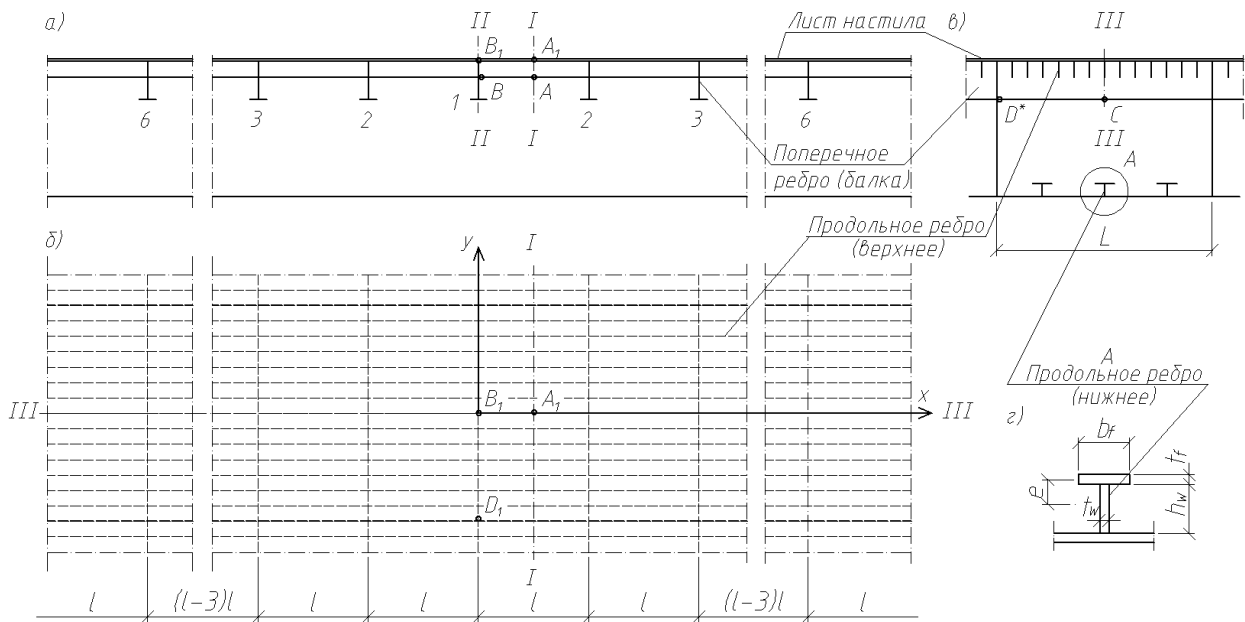 а)
II
I
Лист настила
в)
III
B₁
A₁
B
A
1
6
3
2
2
3
6
D*
C
II
I
III
A
Поперечное
ребро (балка)
L
б)
y
I
Продольное ребро
(верхнее)
III
B₁
A₁
x
III
D₁
I
A
Продольное ребро
(нижнее)
г)
bf
tf
e
tw
hw
l
(l-3)l
l
l
l
l
(l-3)l
l